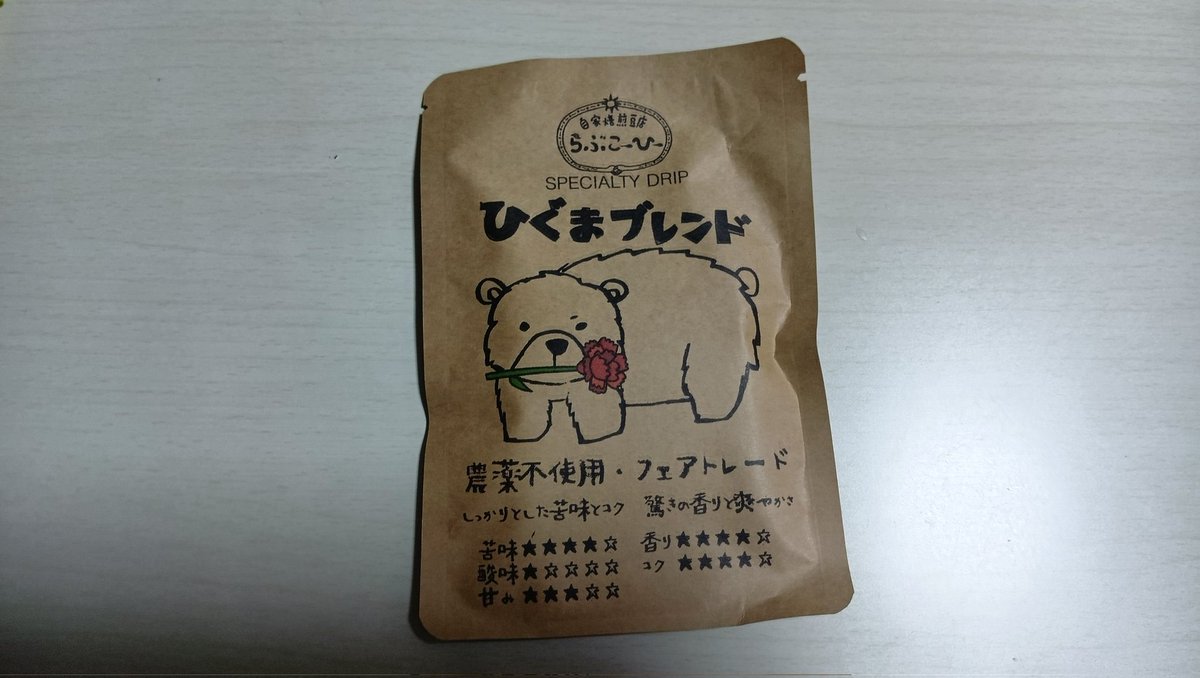 自家焙煎豆店
らぶこーひー
SPECIALTY DRIP
ひぐまブレンド
農薬不使用・フェアトレード
しっかりとした苦味とコク 驚きの香りと爽やかさ
苦味★★★★☆ 香り★★★★☆
酸味★☆☆☆☆ コク ★★★★☆
甘み★★★☆☆